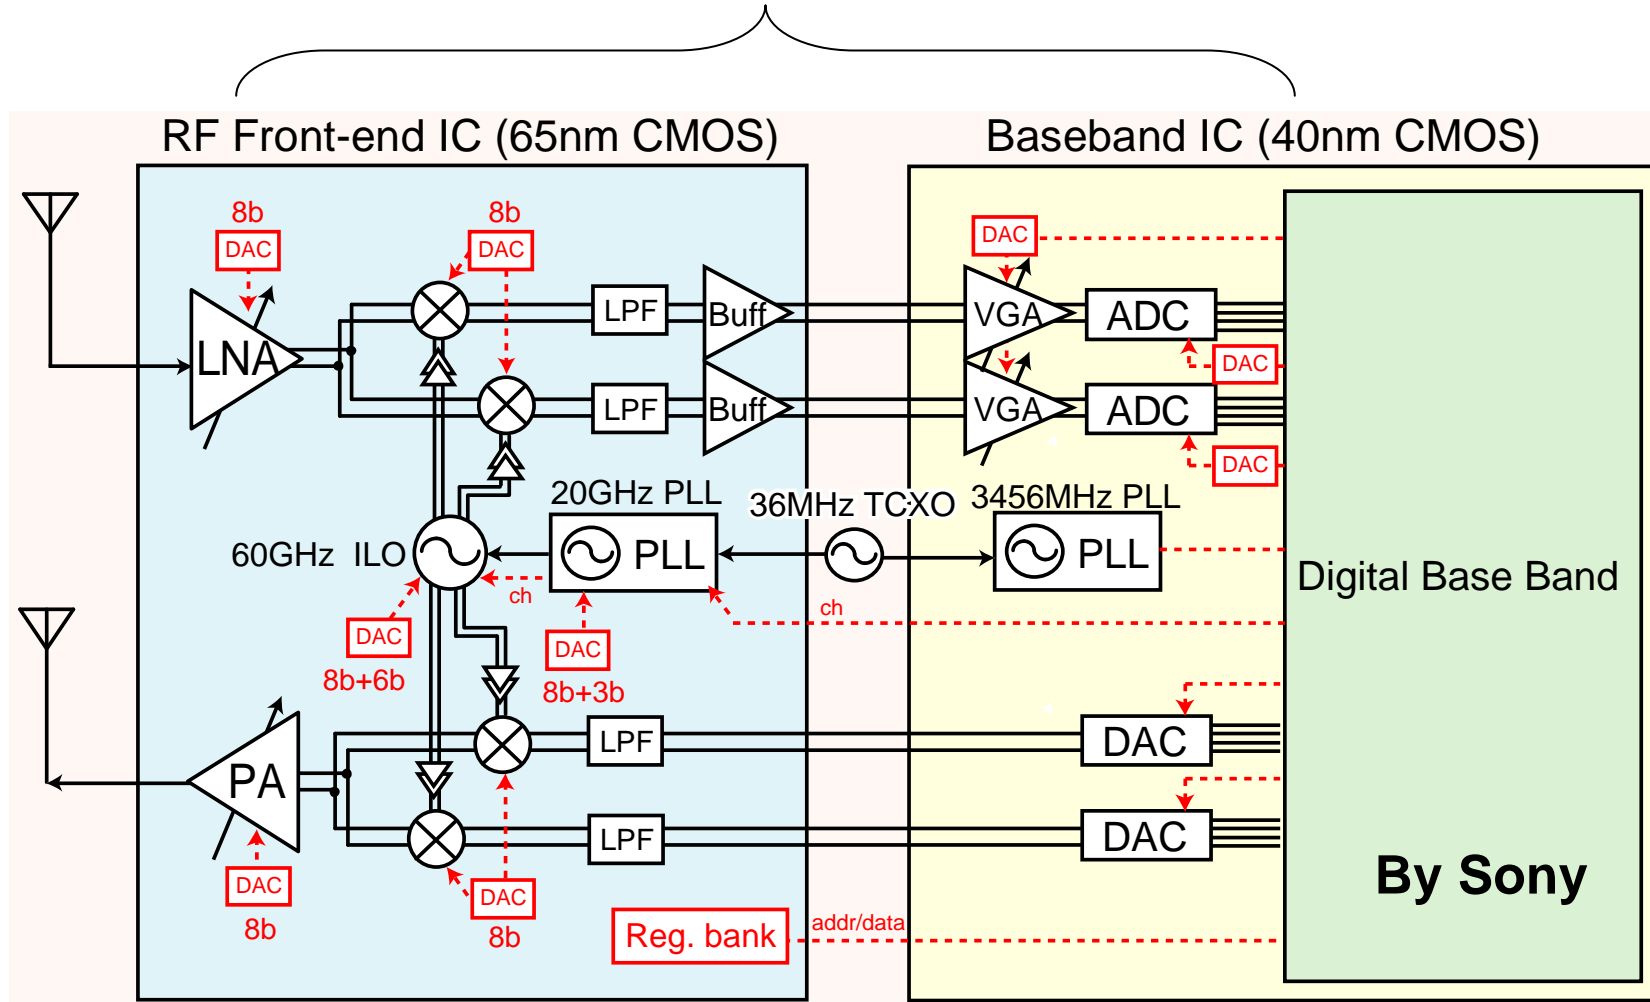 RF Front-end IC (65nm CMOS)
Baseband IC (40nm CMOS)
8b
8b
DAC
DAC
DAC
LNA
LPF
Buff
VGA
ADC
DAC
LPF
Buff
VGA
ADC
DAC
20GHz PLL
36MHz TCXO
3456MHz PLL
60GHz ILO
PLL
PLL
Digital Base Band
ch
ch
DAC
DAC
8b+6b
8b+3b
PA
LPF
DAC
LPF
DAC
DAC
DAC
8b
8b
Reg. bank
addr/data
By Sony